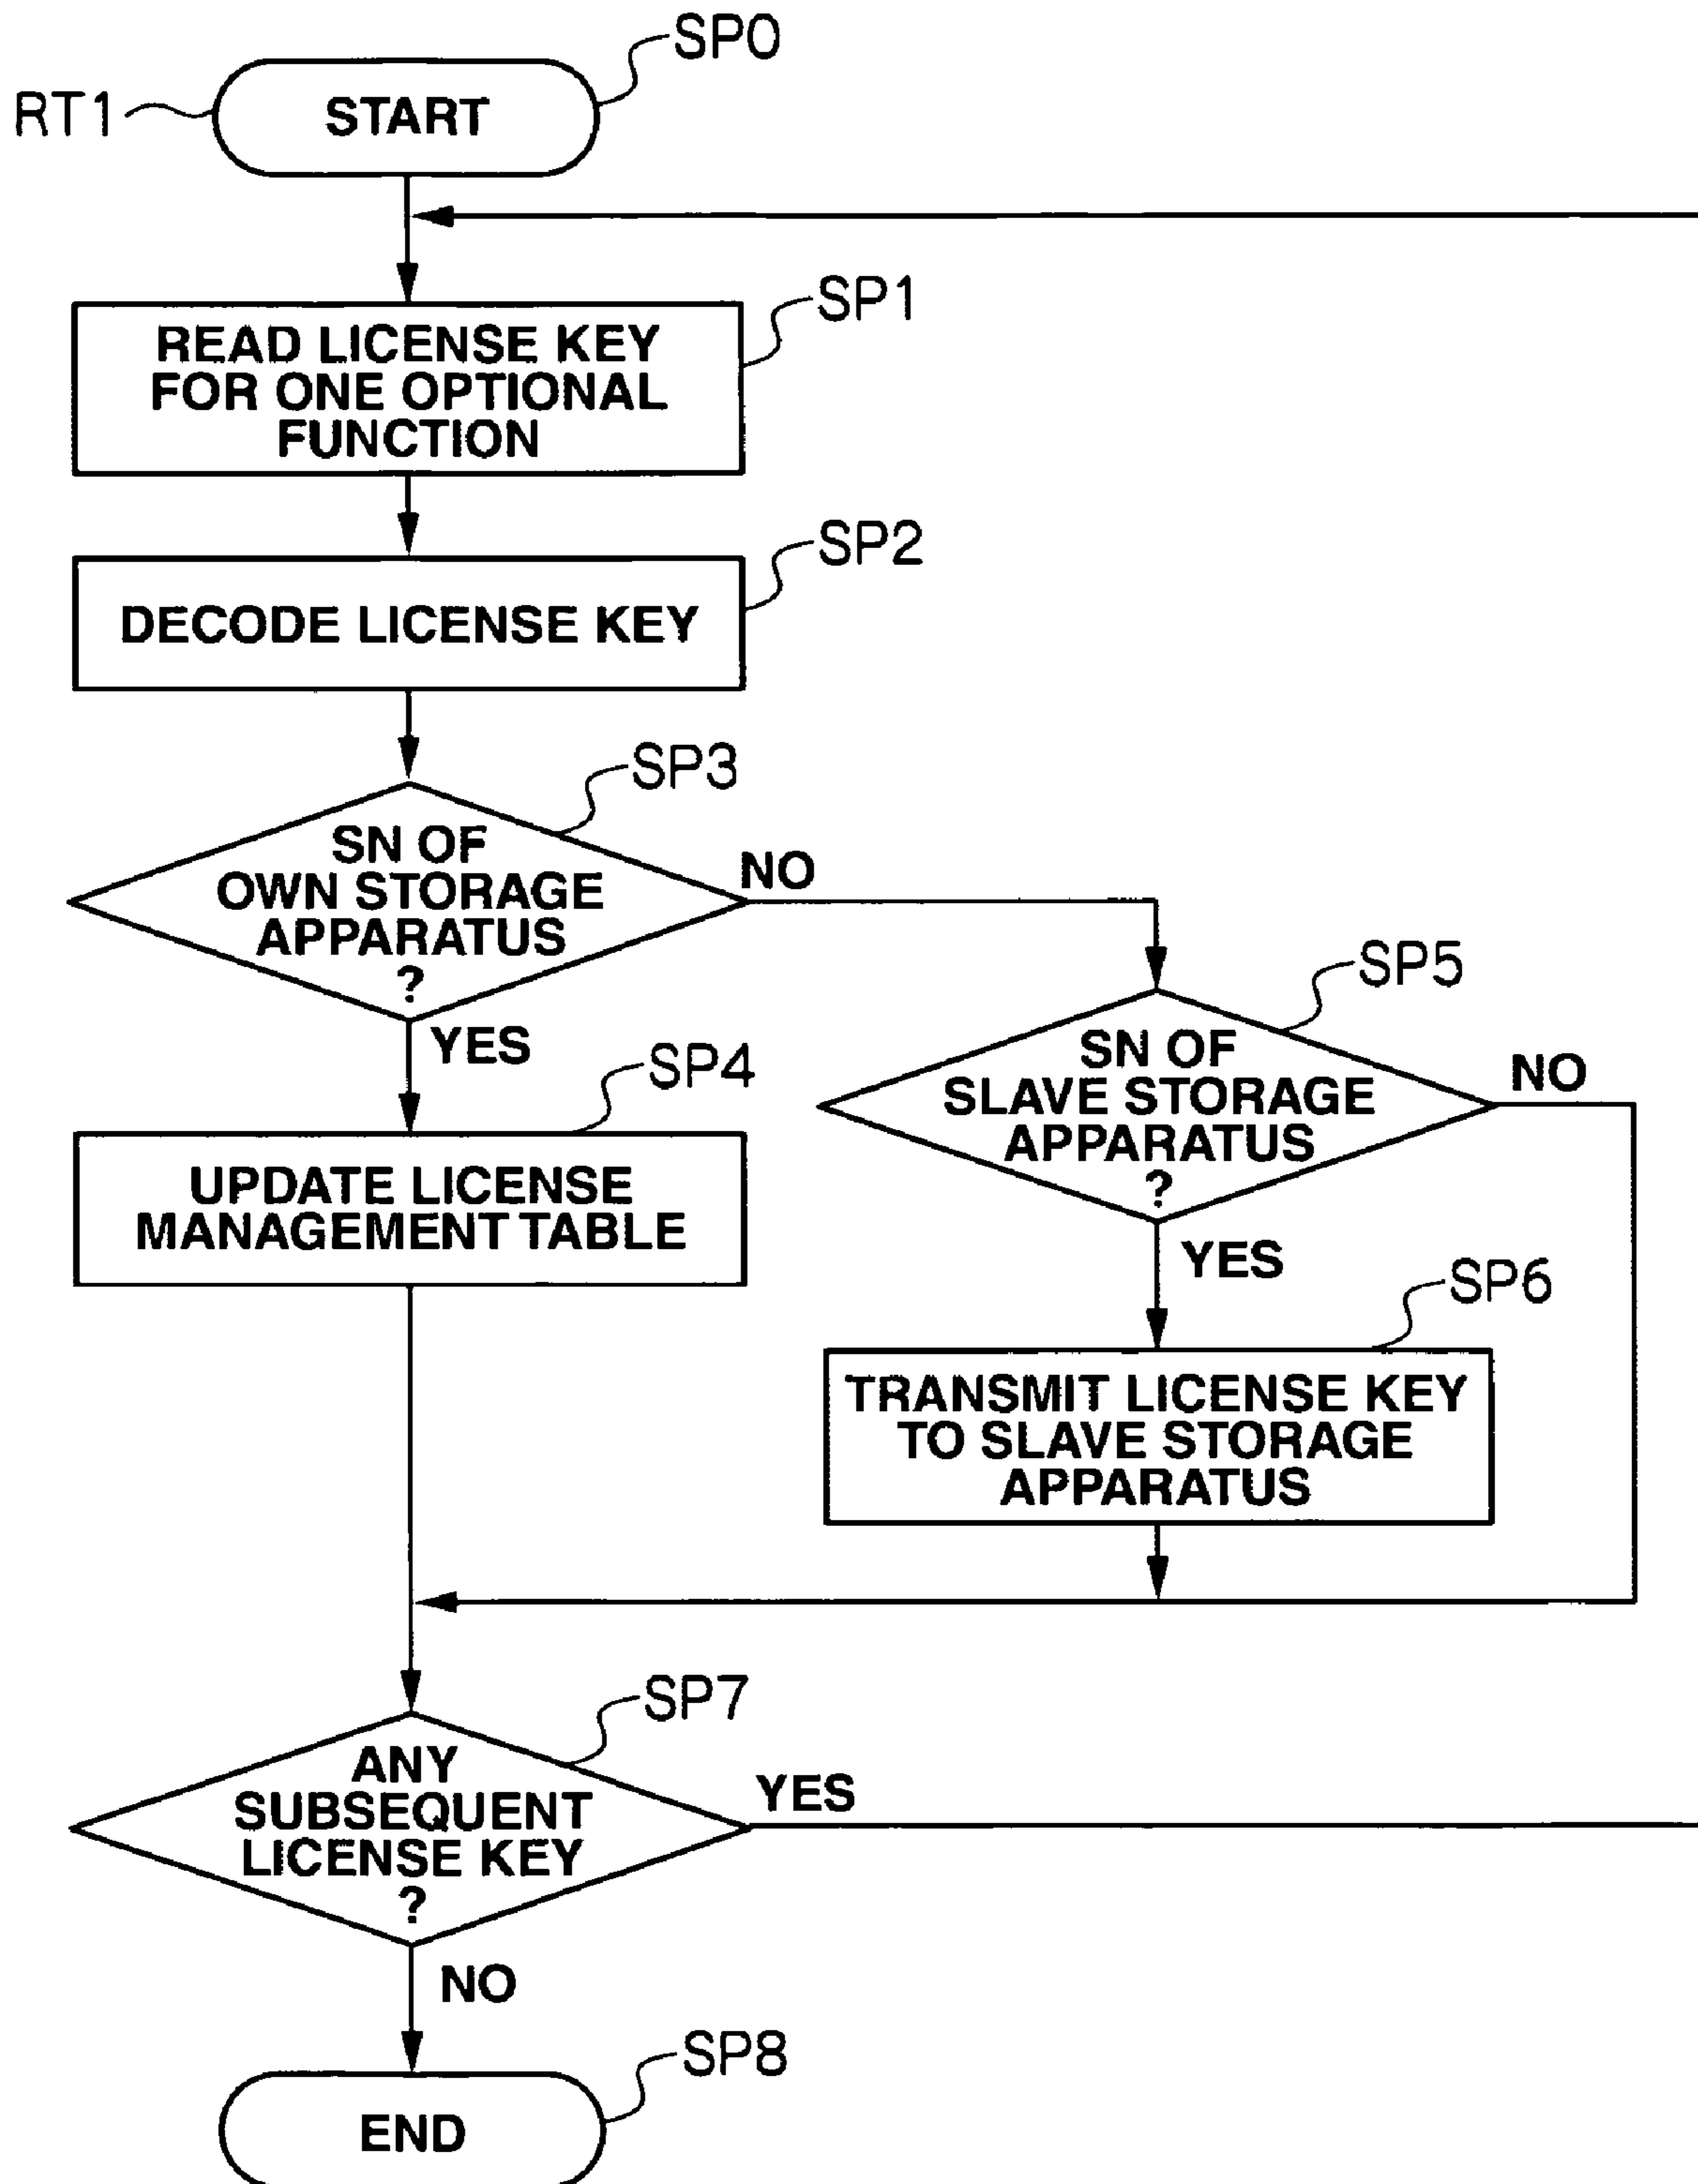 SP0
RT1
START
SP1
READ LICENSE KEY
FOR ONE OPTIONAL
FUNCTION
SP2
DECODE LICENSE KEY
SP3
SN OF
OWN STORAGE
APPARATUS
?
NO
YES
SP4
UPDATE LICENSE
MANAGEMENT TABLE
SP5
SN OF
SLAVE STORAGE
APPARATUS
?
NO
YES
SP6
TRANSMIT LICENSE KEY
TO SLAVE STORAGE
APPARATUS
SP7
ANY
SUBSEQUENT
LICENSE KEY
?
YES
NO
SP8
END